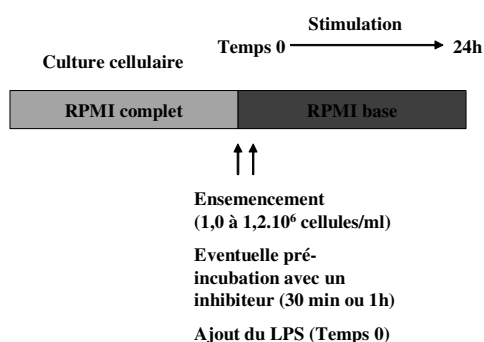 Stimulation
Temps 0 24h
Culture cellulaire
RPMI complet RPMI base
Ensemencement
(1,0 à 1,2.10⁶ cellules/ml)
Eventuelle pré-
incubation avec un
inhibiteur (30 min ou 1h)
Ajout du LPS (Temps 0)